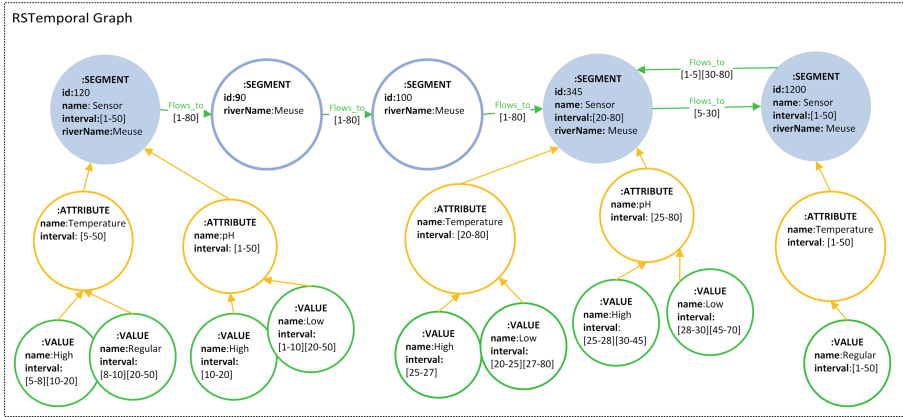 RSTemporal Graph
:SEGMENT
id:120
name: Sensor
interval:[1-50]
riverName:Meuse
Flows_to
[1-80]
:SEGMENT
id:90
riverName:Meuse
Flows_to
[1-80]
:SEGMENT
id:100
riverName:Meuse
Flows_to
[1-80]
:SEGMENT
id:345
name: Sensor
interval:[20-80]
riverName: Meuse
Flows_to
[1-5][30-80]
Flows_to
[5-30]
:SEGMENT
id:1200
name: Sensor
interval:[1-50]
riverName: Meuse
:ATTRIBUTE
name:Temperature
interval: [5-50]
:ATTRIBUTE
name:pH
interval: [1-50]
:ATTRIBUTE
name:Temperature
interval: [20-80]
:ATTRIBUTE
name:pH
interval: [25-80]
:ATTRIBUTE
name:Temperature
interval: [1-50]
:VALUE
name:High
interval:
[5-8][10-20]
:VALUE
name:Regular
interval:
[8-10][20-50]
:VALUE
name:High
interval:
[10-20]
:VALUE
name:Low
interval:
[1-10][20-50]
:VALUE
name:High
interval:
[25-27]
:VALUE
name:Low
interval:
[20-25][27-80]
:VALUE
name:High
interval:
[25-28][30-45]
:VALUE
name:Low
interval:
[28-30][45-70]
:VALUE
name:Regular
interval:[1-50]